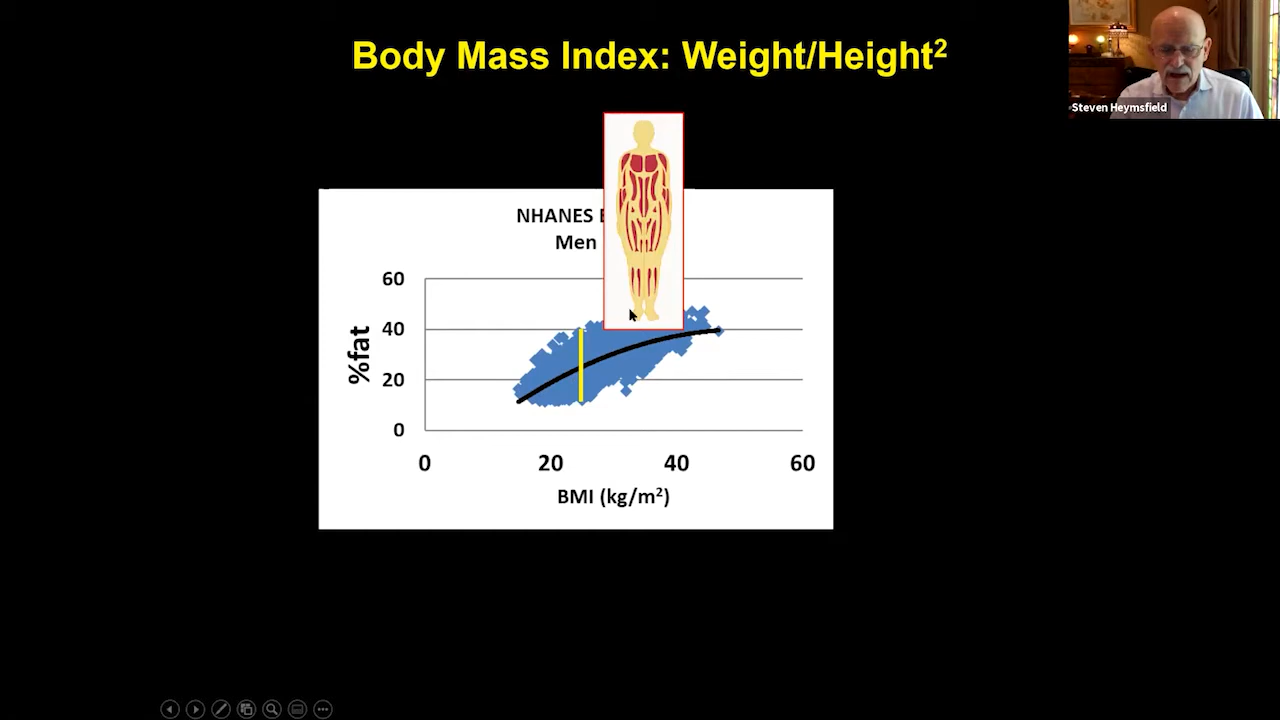 Body Mass Index: Weight/Height²
Steven Heymsfield
NHANES
Men
60
40
20
0
%fat
0 20 40 60
BMI (kg/m²)